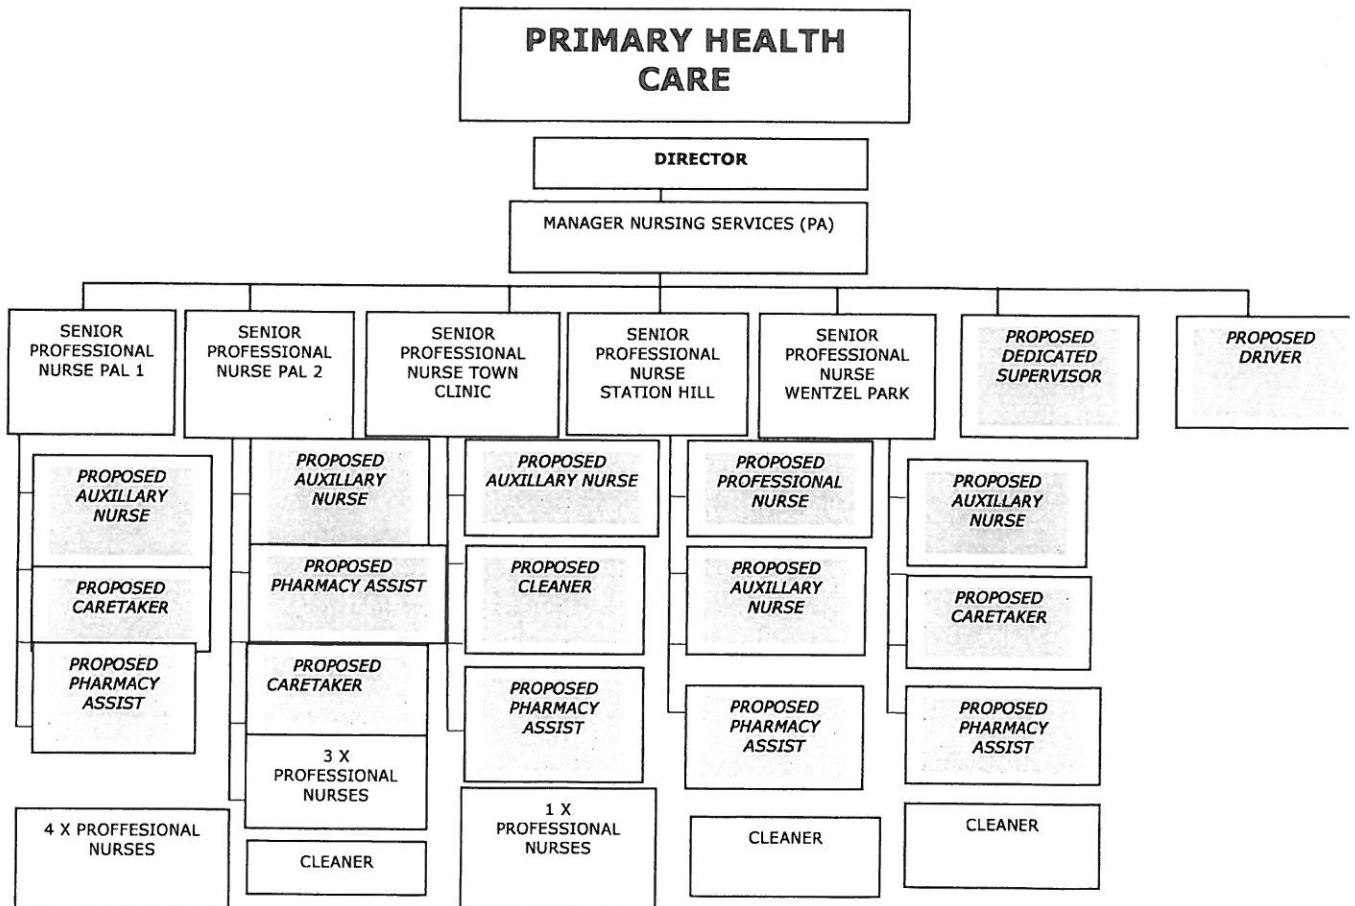 PRIMARY HEALTH
CARE
DIRECTOR
MANAGER NURSING SERVICES (PA)
SENIOR
PROFESSIONAL
NURSE PAL 1
SENIOR
PROFESSIONAL
NURSE PAL 2
SENIOR
PROFESSIONAL
NURSE TOWN
CLINIC
SENIOR
PROFESSIONAL
NURSE
STATION HILL
SENIOR
PROFESSIONAL
NURSE
WENTZEL PARK
PROPOSED
DEDICATED
SUPERVISOR
PROPOSED
DRIVER
PROPOSED
AUXILLARY
NURSE
PROPOSED
CARETAKER
PROPOSED
PHARMACY
ASSIST
4 X PROFFESIONAL
NURSES
PROPOSED
AUXILLARY
NURSE
PROPOSED
PHARMACY ASSIST
PROPOSED
CARETAKER
3 X
PROFESSIONAL
NURSES
CLEANER
PROPOSED
AUXILLARY NURSE
PROPOSED
CLEANER
PROPOSED
PHARMACY
ASSIST
1 X
PROFESSIONAL
NURSES
PROPOSED
PROFESSIONAL
NURSE
PROPOSED
AUXILLARY
NURSE
PROPOSED
PHARMACY
ASSIST
CLEANER
PROPOSED
AUXILLARY
NURSE
PROPOSED
CARETAKER
PROPOSED
PHARMACY
ASSIST
CLEANER